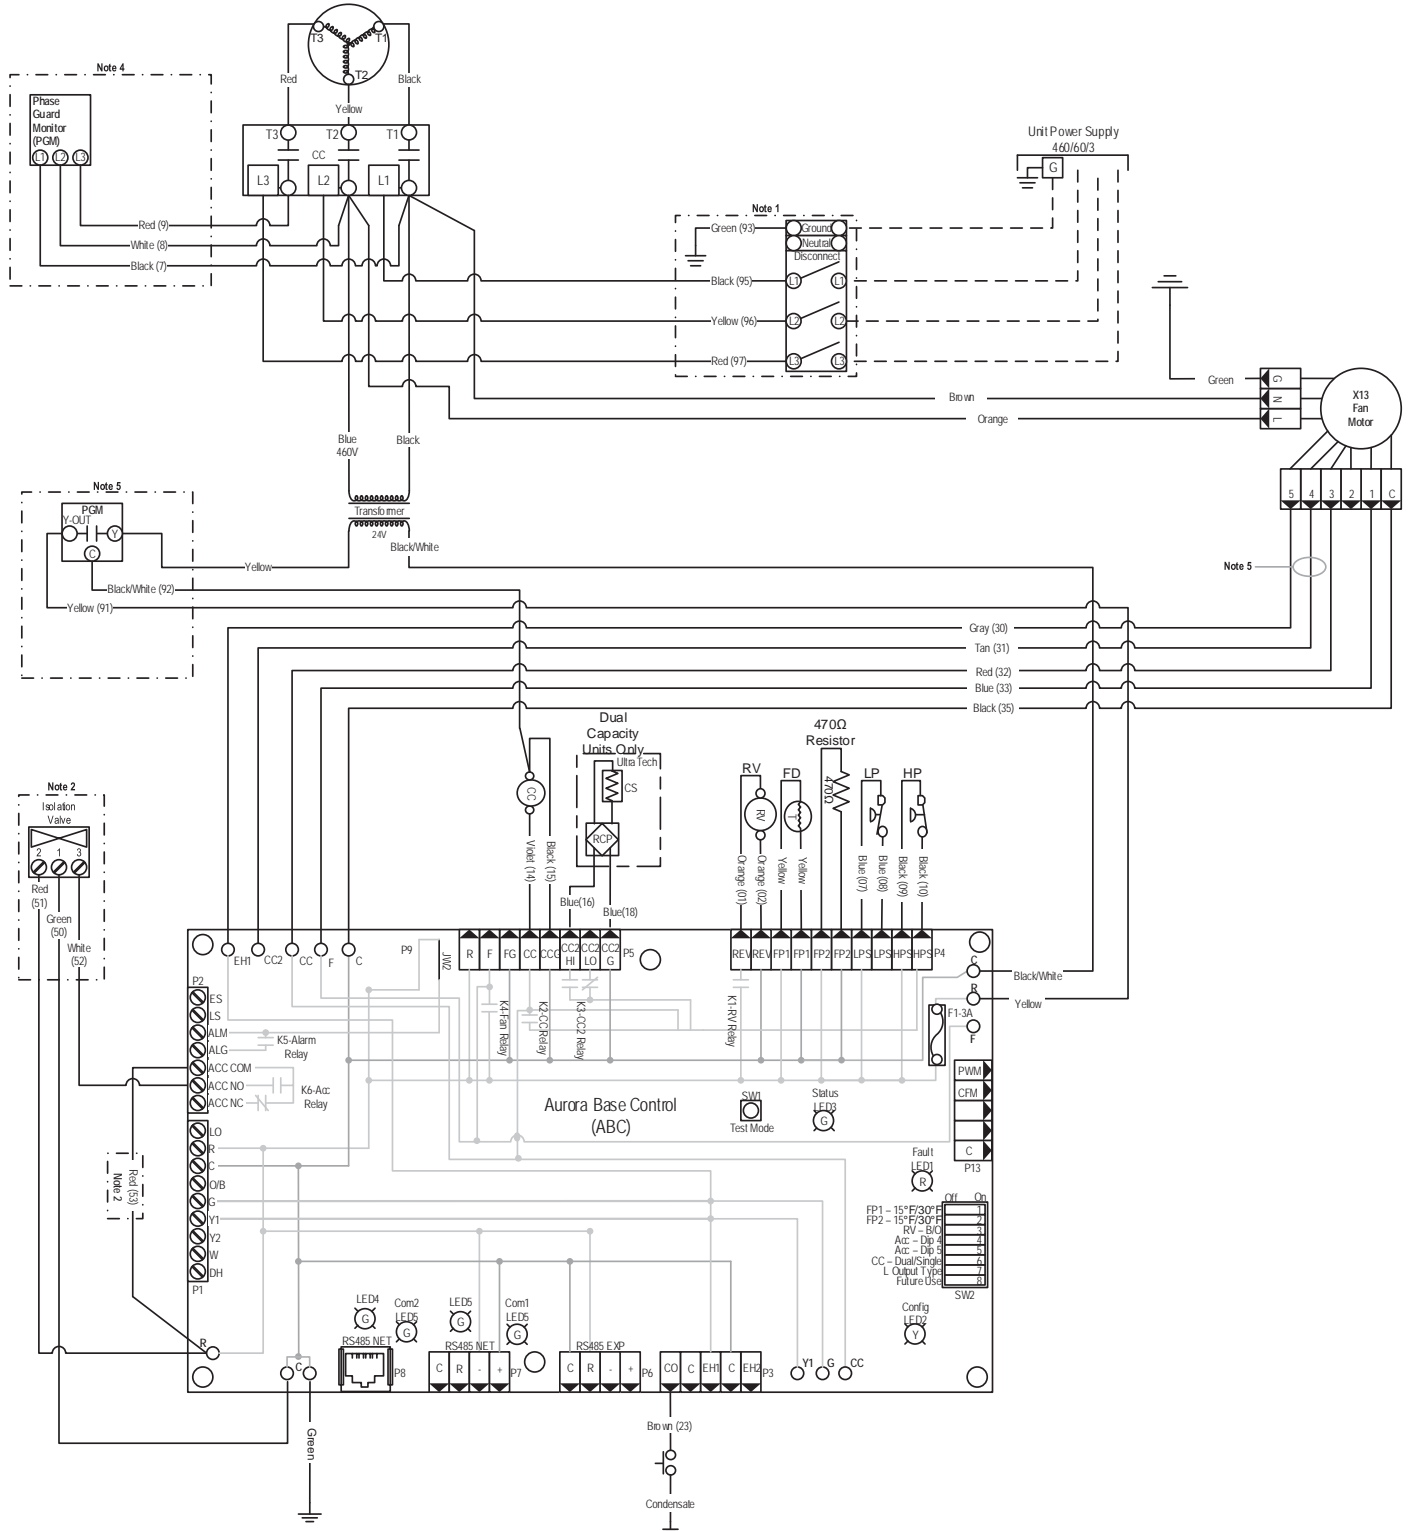 T3
T1
T2
Red
Black
Yellow
Note 4
Phase
Guard
Monitor
(PGM)
L1 L2 L3
T3 T2 T1
CC
L3 L2 L1
Red (9)
White (8)
Black (7)
Unit Power Supply
460/60/3
G
Note 1
Green (93)
Ground
Neutral
Disconnect
Black (95)
L1 L1
Yellow (96)
L2 L2
Red (97)
L3 L3
Green
Brown
Orange
G
N
L
X13
Fan
Motor
5 4 3 2 1 C
Blue
460V
Black
Transformer
24V
Black/White
Note 5
PGM
Y-OUT
Y
C
Yellow
Black/White (92)
Yellow (91)
Note 5
Gray (30)
Tan (31)
Red (32)
Blue (33)
Black (35)
Dual
Capacity
Units Only
Ultra Tech
CS
RCP
CC
Violet (14)
Black (15)
Blue(16)
Blue(18)
470Ω
Resistor
470Ω
RV
RV
FD
T
LP
HP
Orange (01)
Orange (02)
Yellow
Yellow
Blue (07)
Blue (08)
Black (09)
Black (10)
Note 2
Isolation
Valve
2 1 3
Red
(51)
Green
(50)
White
(52)
EH1 CC2 CC F C
P9
JW2
R F FG CC CCG CC2 HI CC2 LO CC2 G P5
REV REV FP1 FP1 FP2 FP2 LPS LPS HPS HPS P4
C
Black/White
R
Yellow
F1-3A
F
P2
ES
LS
ALM
ALG
ACC COM
ACC NO
ACC NC
K5-Alarm
Relay
K6-Acc
Relay
K4-Fan Relay
K2-CC Relay
K3-CC2 Relay
K1-RV Relay
PWM
CFM
C
P13
Aurora Base Control
(ABC)
SW1
Test Mode
Status
LED3
G
LO
R
C
O/B
G
Y1
Y2
W
DH
P1
Red (53)
Note 2
Fault
LED1
R
Off On
FP1 – 15°F/30°F 1
FP2 – 15°F/30°F 2
RV – B/O 3
Acc – Dip 4 4
Acc – Dip 5 5
CC – Dual/Single 6
L Output Type 7
Future Use 8
SW2
Config
LED2
Y
LED4
G
Com2
LED5
G
LED5
G
Com1
LED5
G
R
C
RS485 NET
P8
RS485 NET
C R - + P7
RS485 EXP
C R - + P6
CO C EH1 C EH2 P3
Y1 G CC
Green
Brown (23)
Condensate